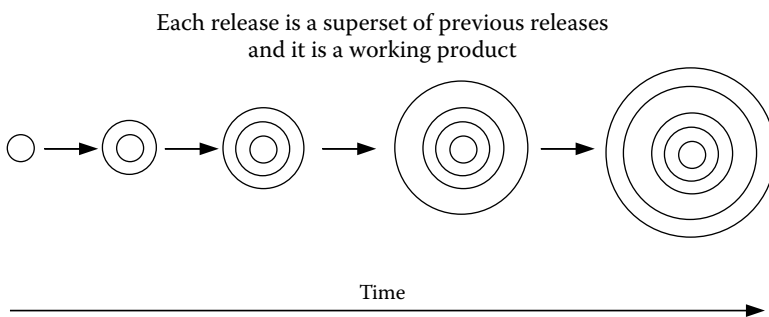 Each release is a superset of previous releases
and it is a working product
Time